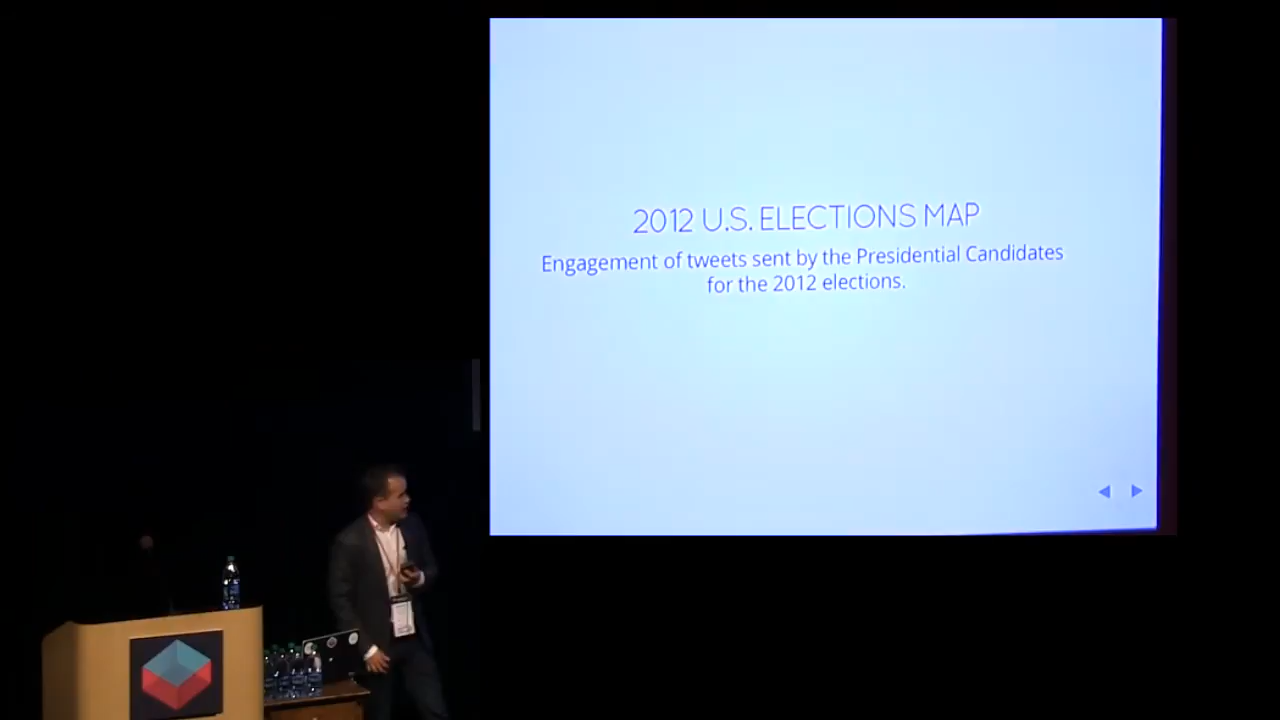 2012 U.S. ELECTIONS MAP
Engagement of tweets sent by the Presidential Candidates
for the 2012 elections.